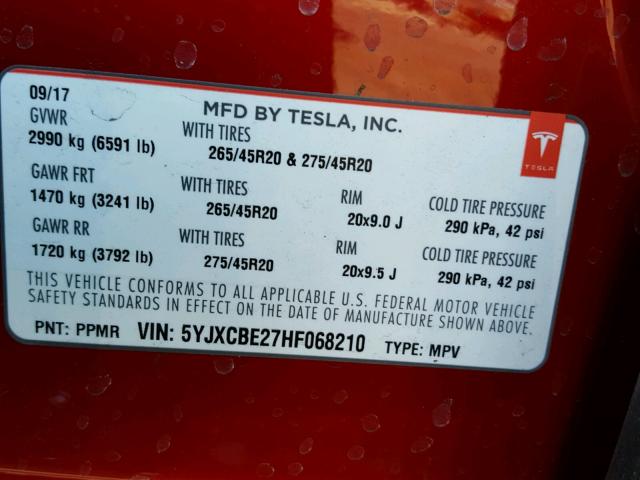 09/17
MFD BY TESLA, INC.
TESLA
GVWR
2990 kg (6591 lb)
WITH TIRES
265/45R20 & 275/45R20
GAWR FRT
1470 kg (3241 lb)
WITH TIRES
265/45R20
RIM
20x9.0 J
COLD TIRE PRESSURE
290 kPa, 42 psi
GAWR RR
1720 kg (3792 lb)
WITH TIRES
275/45R20
RIM
20x9.5 J
COLD TIRE PRESSURE
290 kPa, 42 psi
THIS VEHICLE CONFORMS TO ALL APPLICABLE U.S. FEDERAL MOTOR VEHICLE
SAFETY STANDARDS IN EFFECT ON THE DATE OF MANUFACTURE SHOWN ABOVE.
PNT: PPMR VIN: 5YJXCBE27HF068210 TYPE: MPV